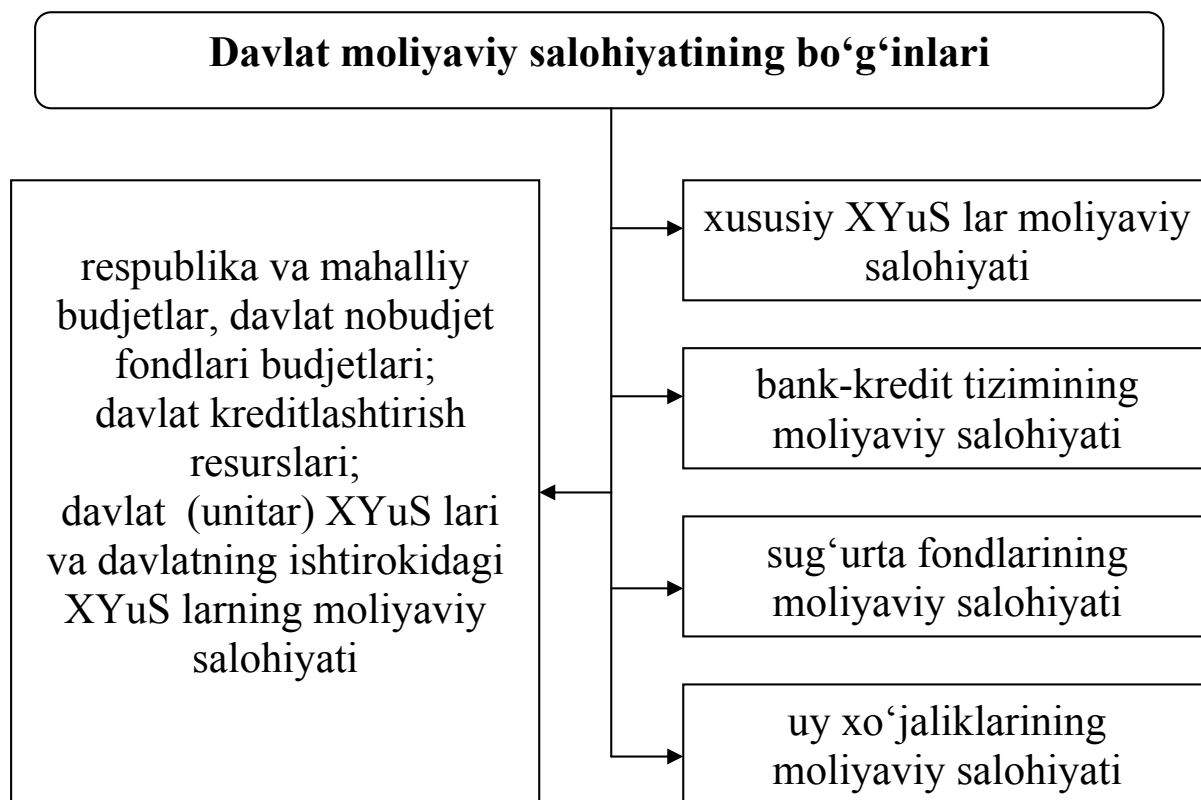 Davlat moliyaviy salohiyatining bo‘g‘inlari
respublika va mahalliy
budjetlar, davlat nobudjet
fondlari budjetlari;
davlat kreditlashtirish
resurslari;
davlat (unitar) XYuS lari
va davlatning ishtirokidagi
XYuS larning moliyaviy
salohiyati
xususiy XYuS lar moliyaviy
salohiyati
bank-kredit tizimining
moliyaviy salohiyati
sug‘urta fondlarining
moliyaviy salohiyati
uy xo‘jaliklarining
moliyaviy salohiyati